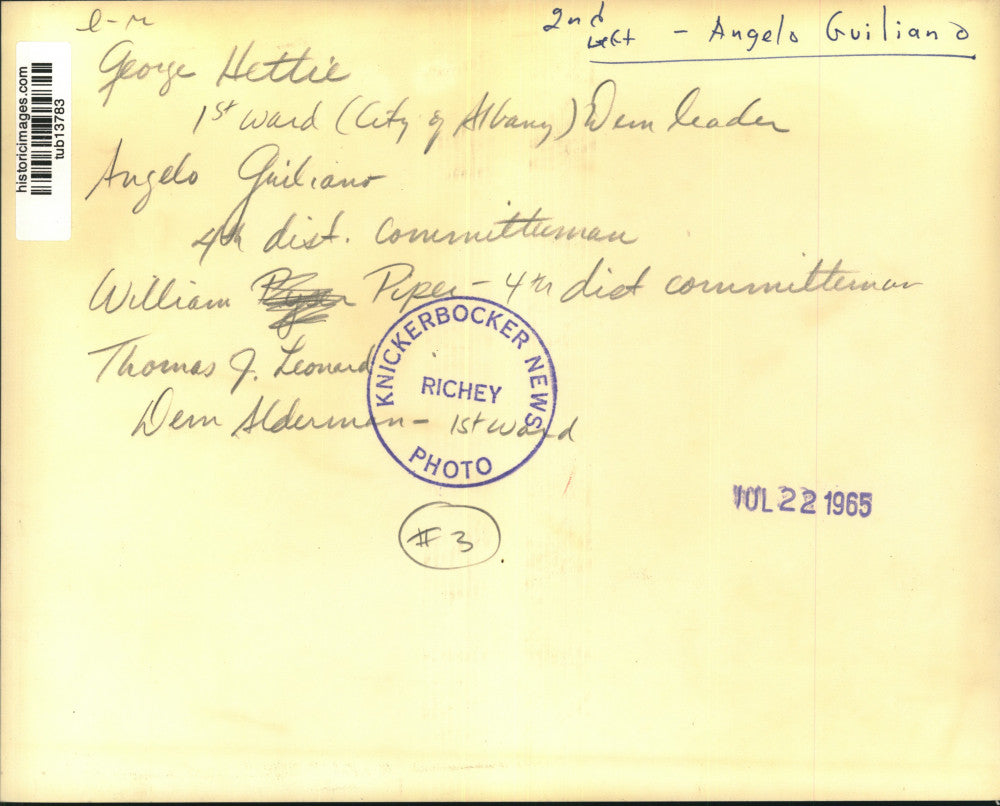 l-r
2nd Left - Angelo Guiliano
George Hettie
1st ward (City of Albany) Dem leader
Angelo Guiliano
4th dist. committeeman
William Piper - 4th dist committeeman
Thomas J. Leonard
Dem Alderman - 1st ward
KNICKERBOCKER NEWS
RICHEY
PHOTO
JUL 22 1965
#3.
historicimages.com
tub13783